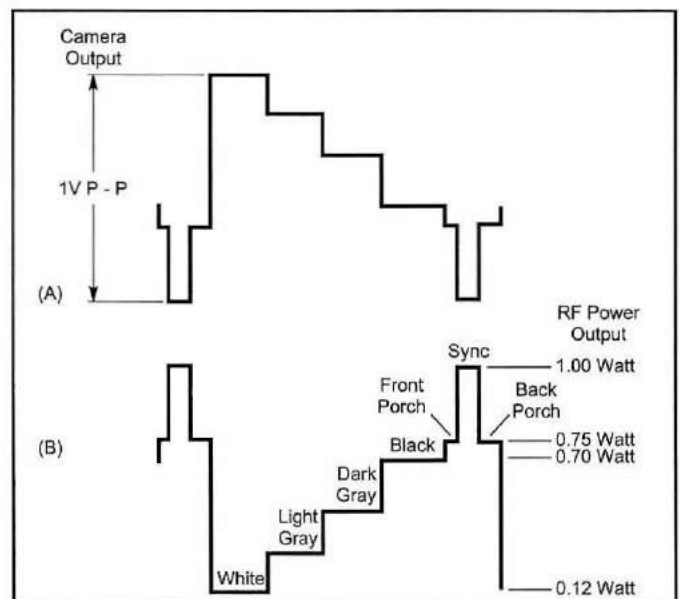 Camera
Output
1V P - P
(A)
RF Power
Output
Sync
1.00 Watt
Front
Porch
Back
Porch
(B)
Black
0.75 Watt
0.70 Watt
Dark
Gray
Light
Gray
White
0.12 Watt